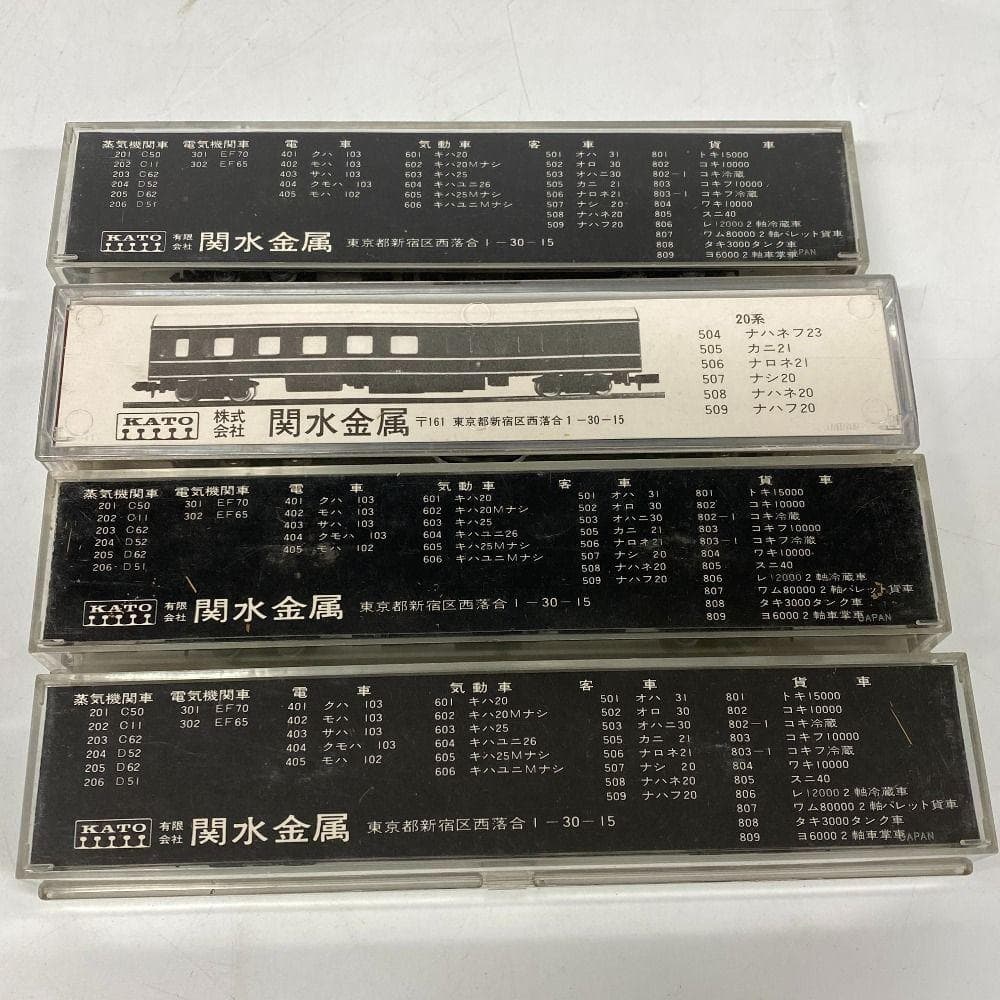 蒸気機関車 電気機関車 電 車 気動車 客 車 貨 車
201 C50 301 EF70 401 クハ 103 601 キハ20 501 オハ 31 801 トキ15000
202 C11 302 EF65 402 モハ 103 602 キハ20Mナシ 502 オロ 30 802 コキ10000
203 C62 403 サハ 103 603 キハ25 503 オハニ30 802-1 コキ冷蔵
204 D52 404 クモハ 103 604 キハユニ26 505 カニ 21 803 コキフ10000
205 D62 405 モハ 102 605 キハ25Mナシ 506 ナロネ21 803-1 コキフ冷蔵
206 D51 606 キハユニMナシ 507 ナシ 20 804 ワキ10000
508 ナハネ20 805 スニ40
509 ナハフ20 806 レ12000 2軸冷蔵車
807 ワム80000 2軸パレット貨車
808 タキ3000タンク車
809 ヨ6000 2軸車掌車
KATO 有限会社 関水金属 東京都新宿区西落合1-30-15
JAPAN
20系
504 ナハネフ23
505 カニ21
506 ナロネ21
507 ナシ20
508 ナハネ20
509 ナハフ20
KATO 株式会社 関水金属 〒161 東京都新宿区西落合1-30-15
蒸気機関車 電気機関車 電 車 気動車 客 車 貨 車
201 C50 301 EF70 401 クハ 103 601 キハ20 501 オハ 31 801 トキ15000
202 C11 302 EF65 402 モハ 103 602 キハ20Mナシ 502 オロ 30 802 コキ10000
203 C62 403 サハ 103 603 キハ25 503 オハニ30 802-1 コキ冷蔵
204 D52 404 クモハ 103 604 キハユニ26 505 カニ 21 803 コキフ10000
205 D62 405 モハ 102 605 キハ25Mナシ 506 ナロネ21 803-1 コキフ冷蔵
206 D51 606 キハユニMナシ 507 ナシ 20 804 ワキ10000
508 ナハネ20 805 スニ40
509 ナハフ20 806 レ12000 2軸冷蔵車
807 ワム80000 2軸パレット貨車
808 タキ3000タンク車
809 ヨ6000 2軸車掌車
KATO 有限会社 関水金属 東京都新宿区西落合1-30-15
JAPAN
蒸気機関車 電気機関車 電 車 気動車 客 車 貨 車
201 C50 301 EF70 401 クハ 103 601 キハ20 501 オハ 31 801 トキ15000
202 C11 302 EF65 402 モハ 103 602 キハ20Mナシ 502 オロ 30 802 コキ10000
203 C62 403 サハ 103 603 キハ25 503 オハニ30 802-1 コキ冷蔵
204 D52 404 クモハ 103 604 キハユニ26 505 カニ 21 803 コキフ10000
205 D62 405 モハ 102 605 キハ25Mナシ 506 ナロネ21 803-1 コキフ冷蔵
206 D51 606 キハユニMナシ 507 ナシ 20 804 ワキ10000
508 ナハネ20 805 スニ40
509 ナハフ20 806 レ12000 2軸冷蔵車
807 ワム80000 2軸パレット貨車
808 タキ3000タンク車
809 ヨ6000 2軸車掌車
KATO 有限会社 関水金属 東京都新宿区西落合1-30-15
JAPAN